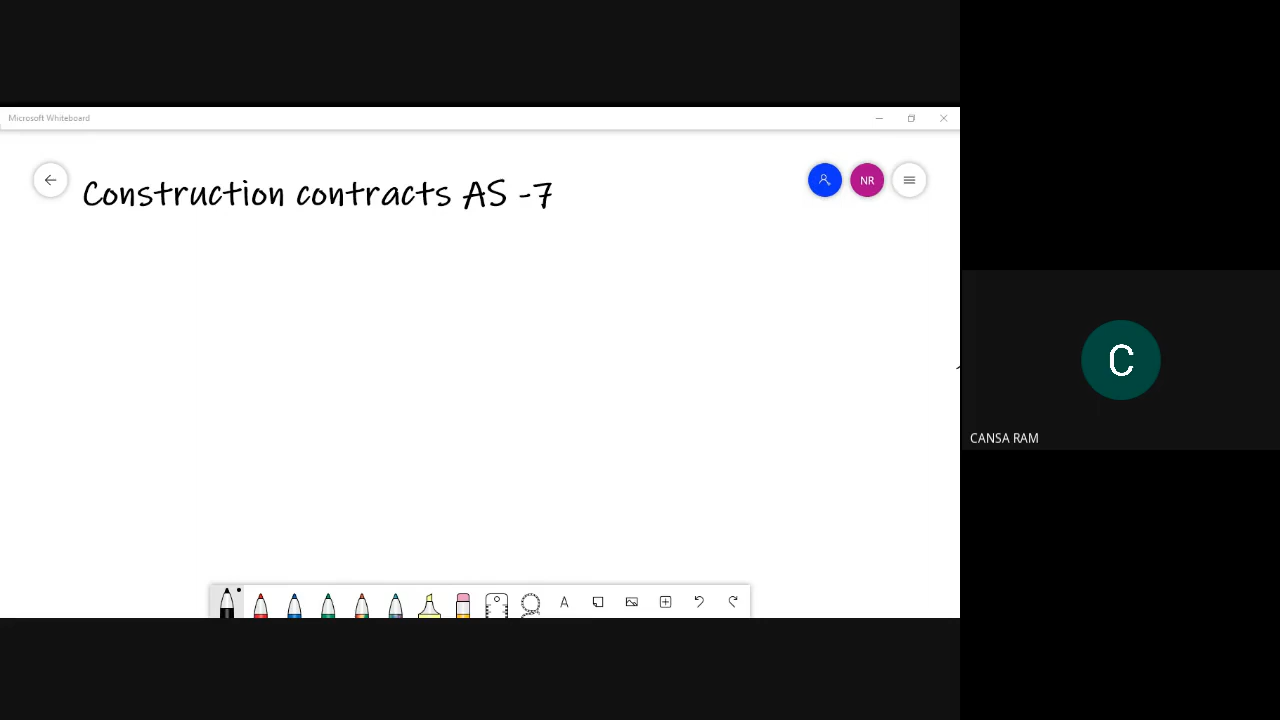 Microsoft Whiteboard
Construction contracts AS -7
NR
C
CANSA RAM
A